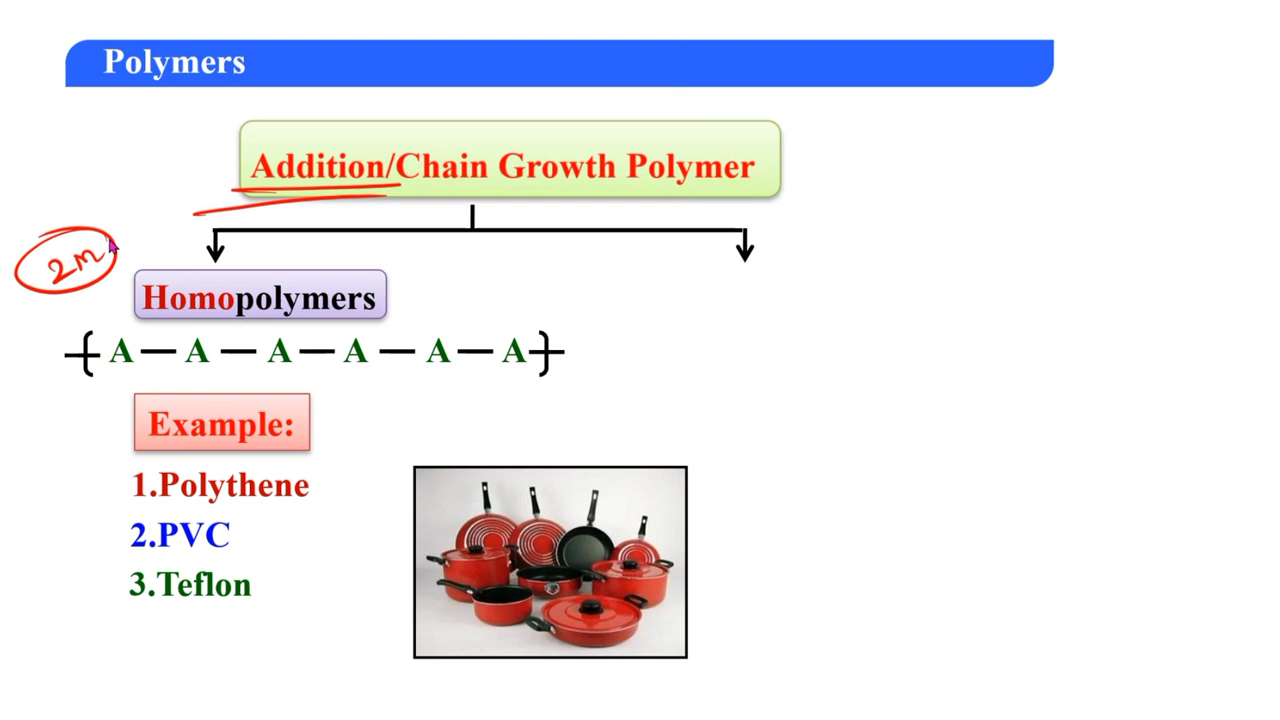 Polymers
Addition/Chain Growth Polymer
2m
Homopolymers
A — A — A — A — A — A
Example:
1.Polythene
2.PVC
3.Teflon